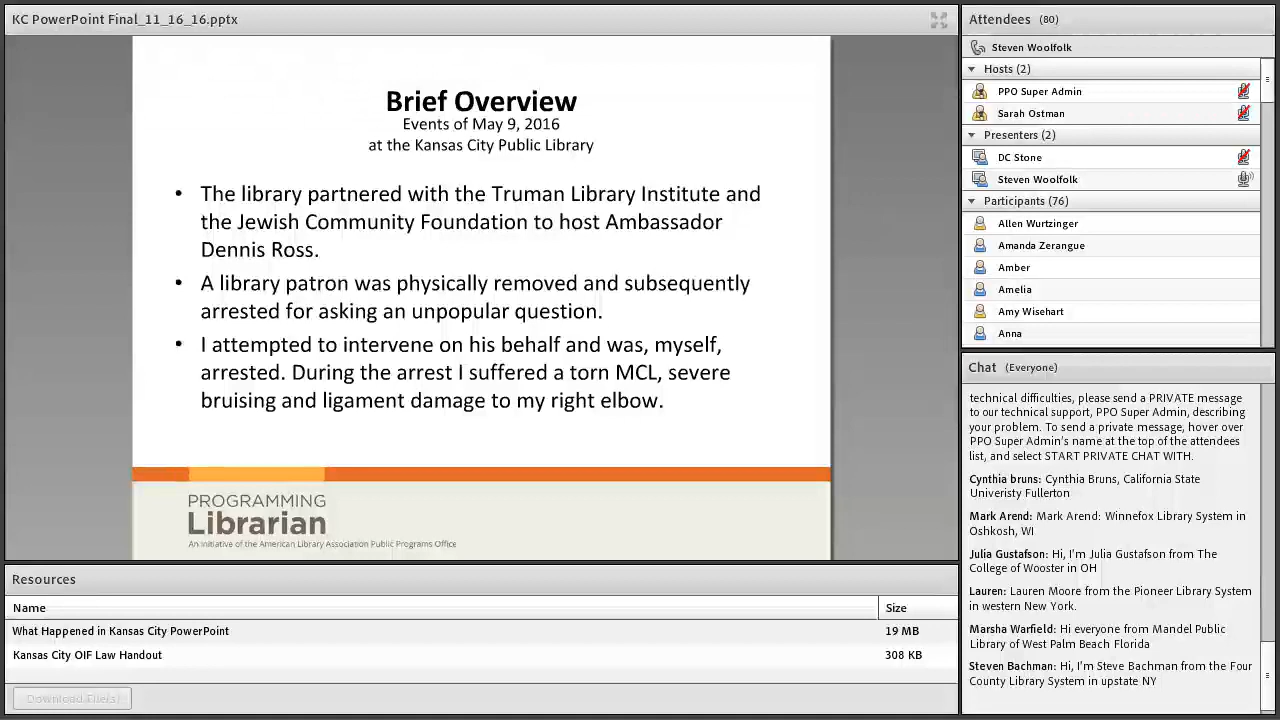 KC PowerPoint Final_11_16_16.pptx
Brief Overview
Events of May 9, 2016
at the Kansas City Public Library
• The library partnered with the Truman Library Institute and
the Jewish Community Foundation to host Ambassador
Dennis Ross.
• A library patron was physically removed and subsequently
arrested for asking an unpopular question.
• I attempted to intervene on his behalf and was, myself,
arrested. During the arrest I suffered a torn MCL, severe
bruising and ligament damage to my right elbow.
PROGRAMMING
Librarian
An Initiative of the American Library Association Public Programs Office
Resources
Name Size
What Happened in Kansas City PowerPoint 19 MB
Kansas City OIF Law Handout 308 KB
Download File(s)
Attendees (80)
Steven Woolfolk
Hosts (2)
PPO Super Admin
Sarah Ostman
Presenters (2)
DC Stone
Steven Woolfolk
Participants (76)
Allen Wurtzinger
Amanda Zerangue
Amber
Amelia
Amy Wisehart
Anna
Chat (Everyone)
technical difficulties, please send a PRIVATE message
to our technical support, PPO Super Admin, describing
your problem. To send a private message, hover over
PPO Super Admin's name at the top of the attendees
list, and select START PRIVATE CHAT WITH.
Cynthia bruns: Cynthia Bruns, California State
Univeristy Fullerton
Mark Arend: Mark Arend: Winnefox Library System in
Oshkosh, WI
Julia Gustafson: Hi, I'm Julia Gustafson from The
College of Wooster in OH
Lauren: Lauren Moore from the Pioneer Library System
in western New York.
Marsha Warfield: Hi everyone from Mandel Public
Library of West Palm Beach Florida
Steven Bachman: Hi, I'm Steve Bachman from the Four
County Library System in upstate NY